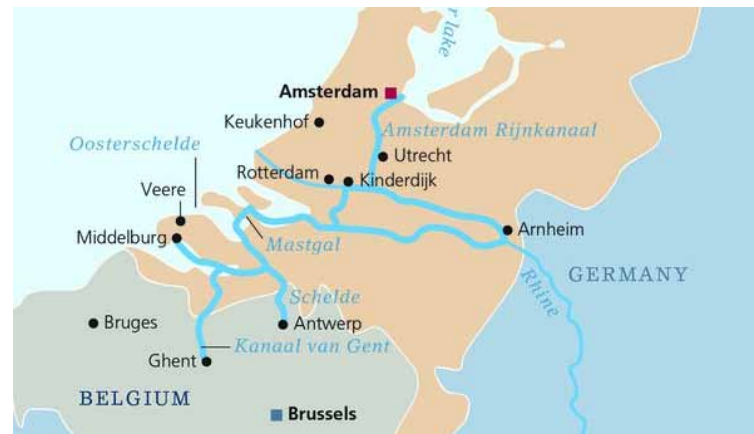 r lake
Amsterdam
Keukenhof
Amsterdam Rijnkanaal
Oosterschelde
Utrecht
Rotterdam
Kinderdijk
Veere
Middelburg
Mastgal
Arnheim
GERMANY
Rhine
Schelde
Bruges
Antwerp
Kanaal van Gent
Ghent
BELGIUM
Brussels